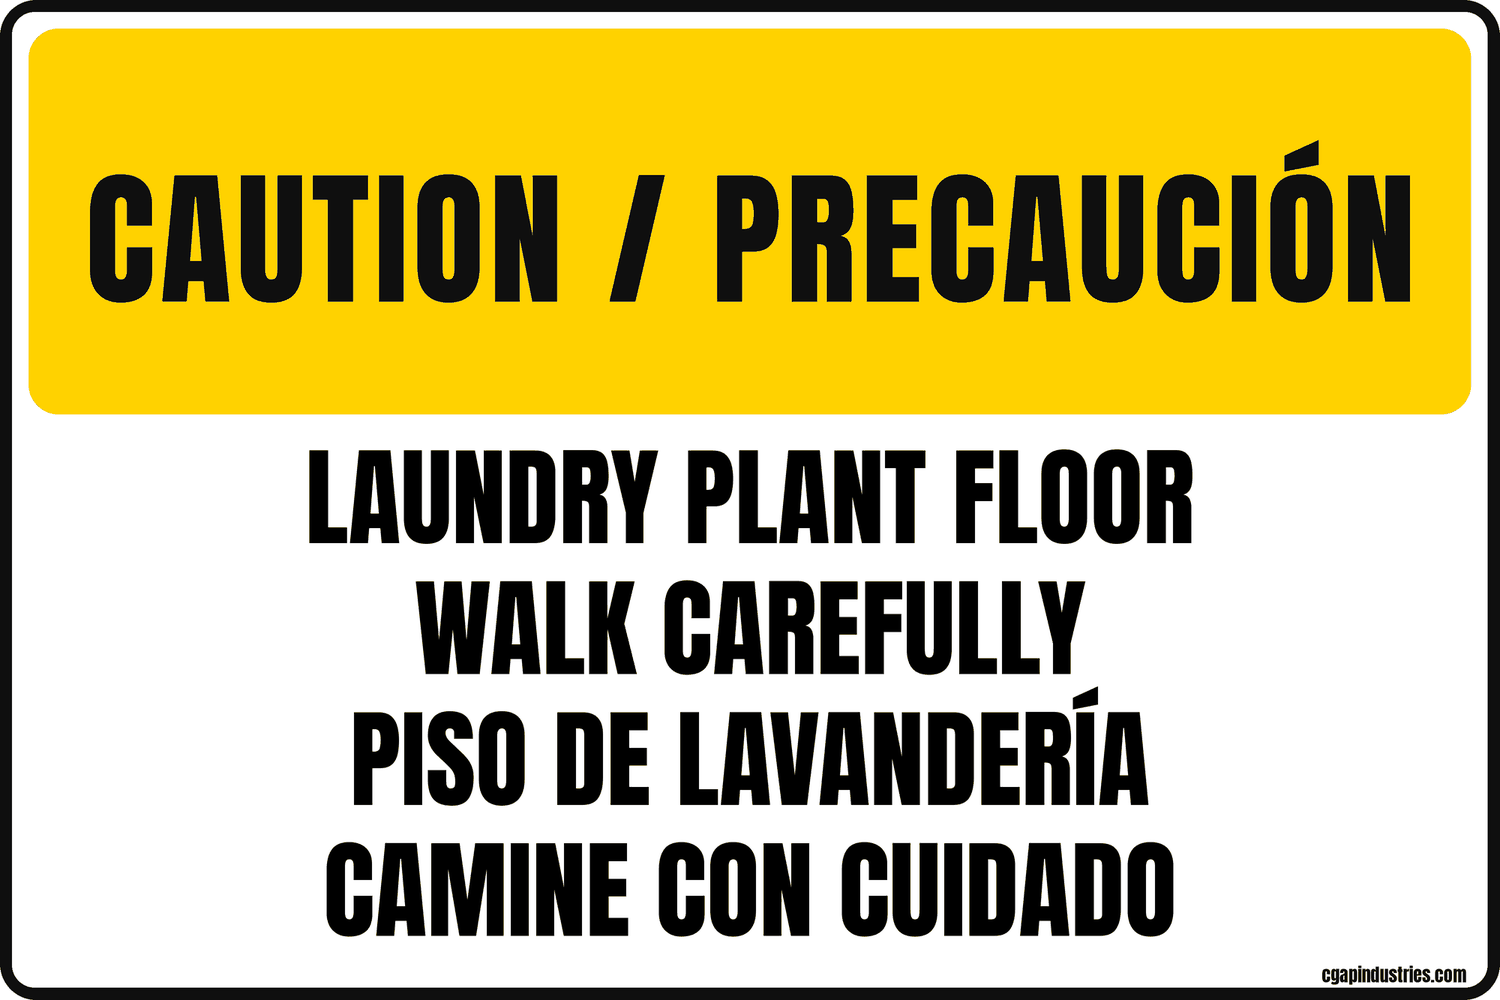 CAUTION / PRECAUCIÓN
LAUNDRY PLANT FLOOR
WALK CAREFULLY
PISO DE LAVANDERÍA
CAMINE CON CUIDADO
cgapindustries.com